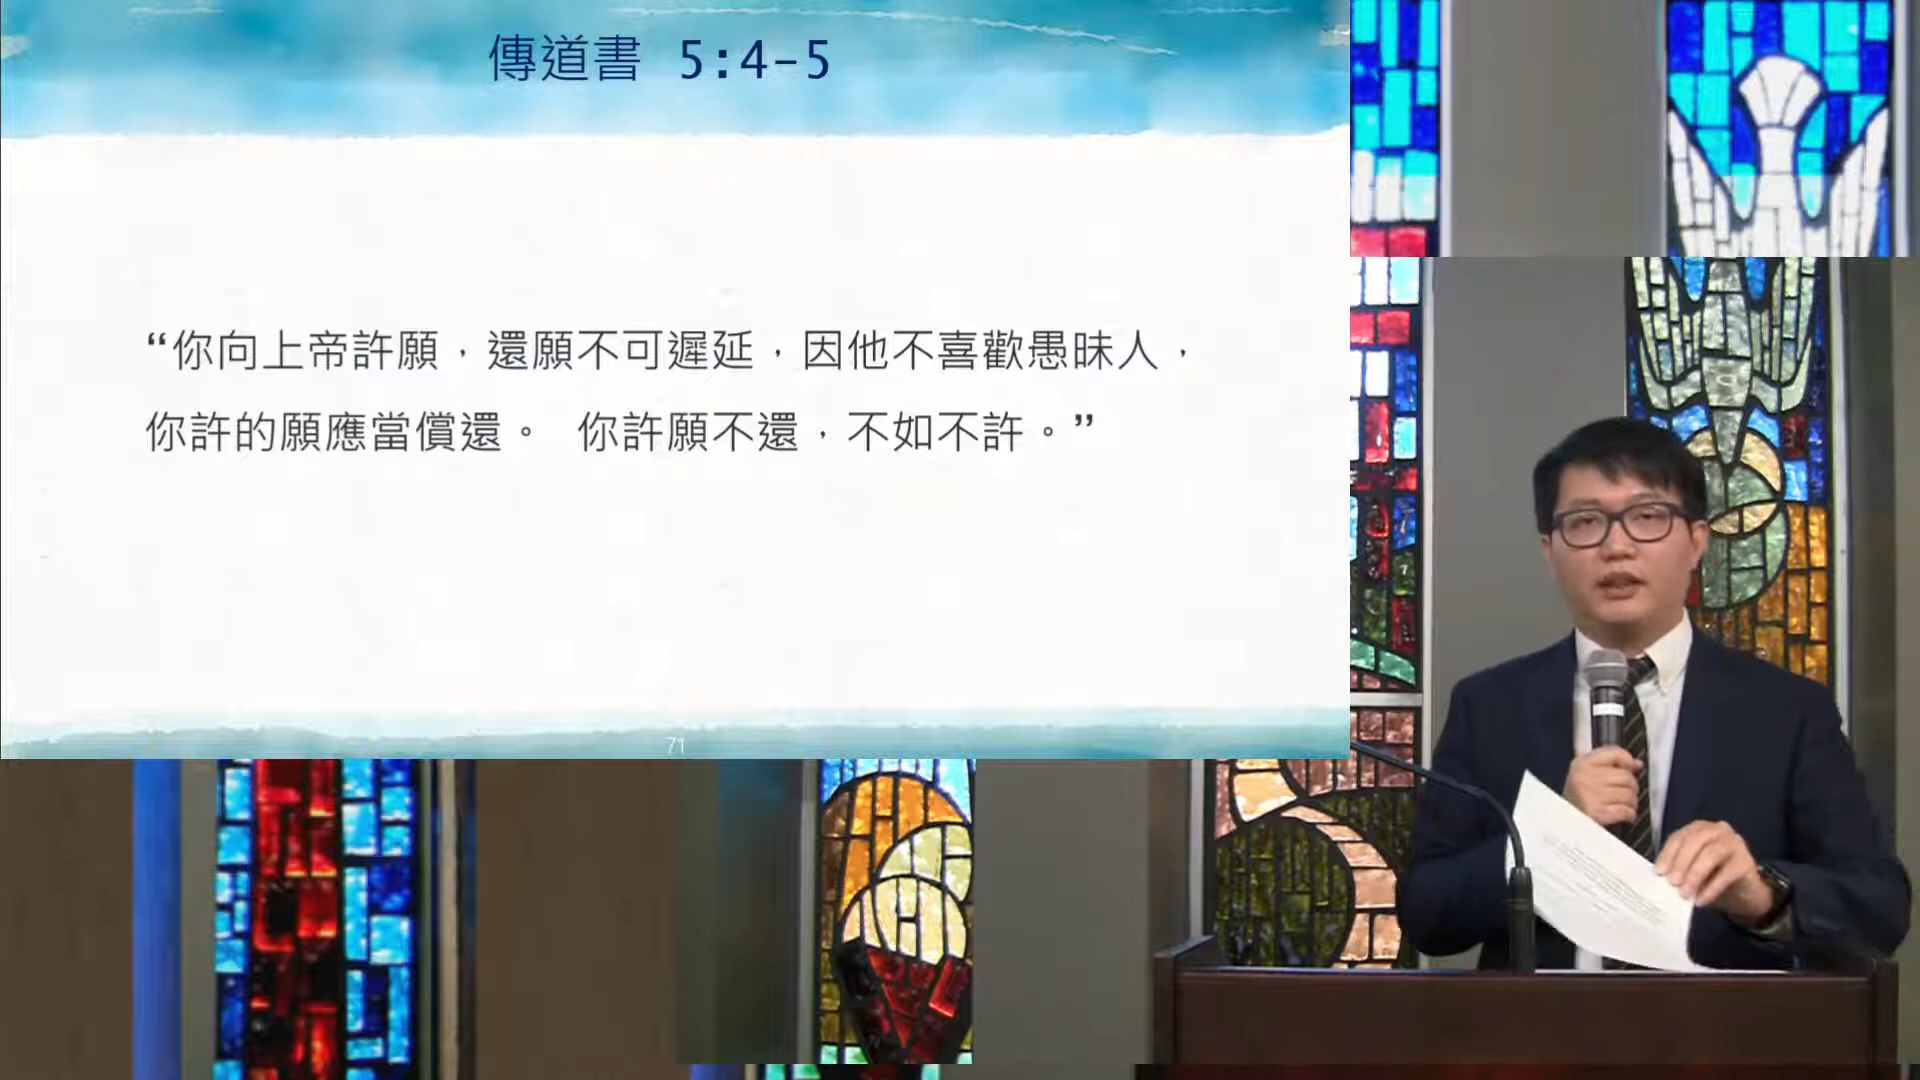 傳道書 5:4-5
“你向上帝許願，還願不可遲延，因他不喜歡愚昧人，
你許的願應當償還。 你許願不還，不如不許。”
71